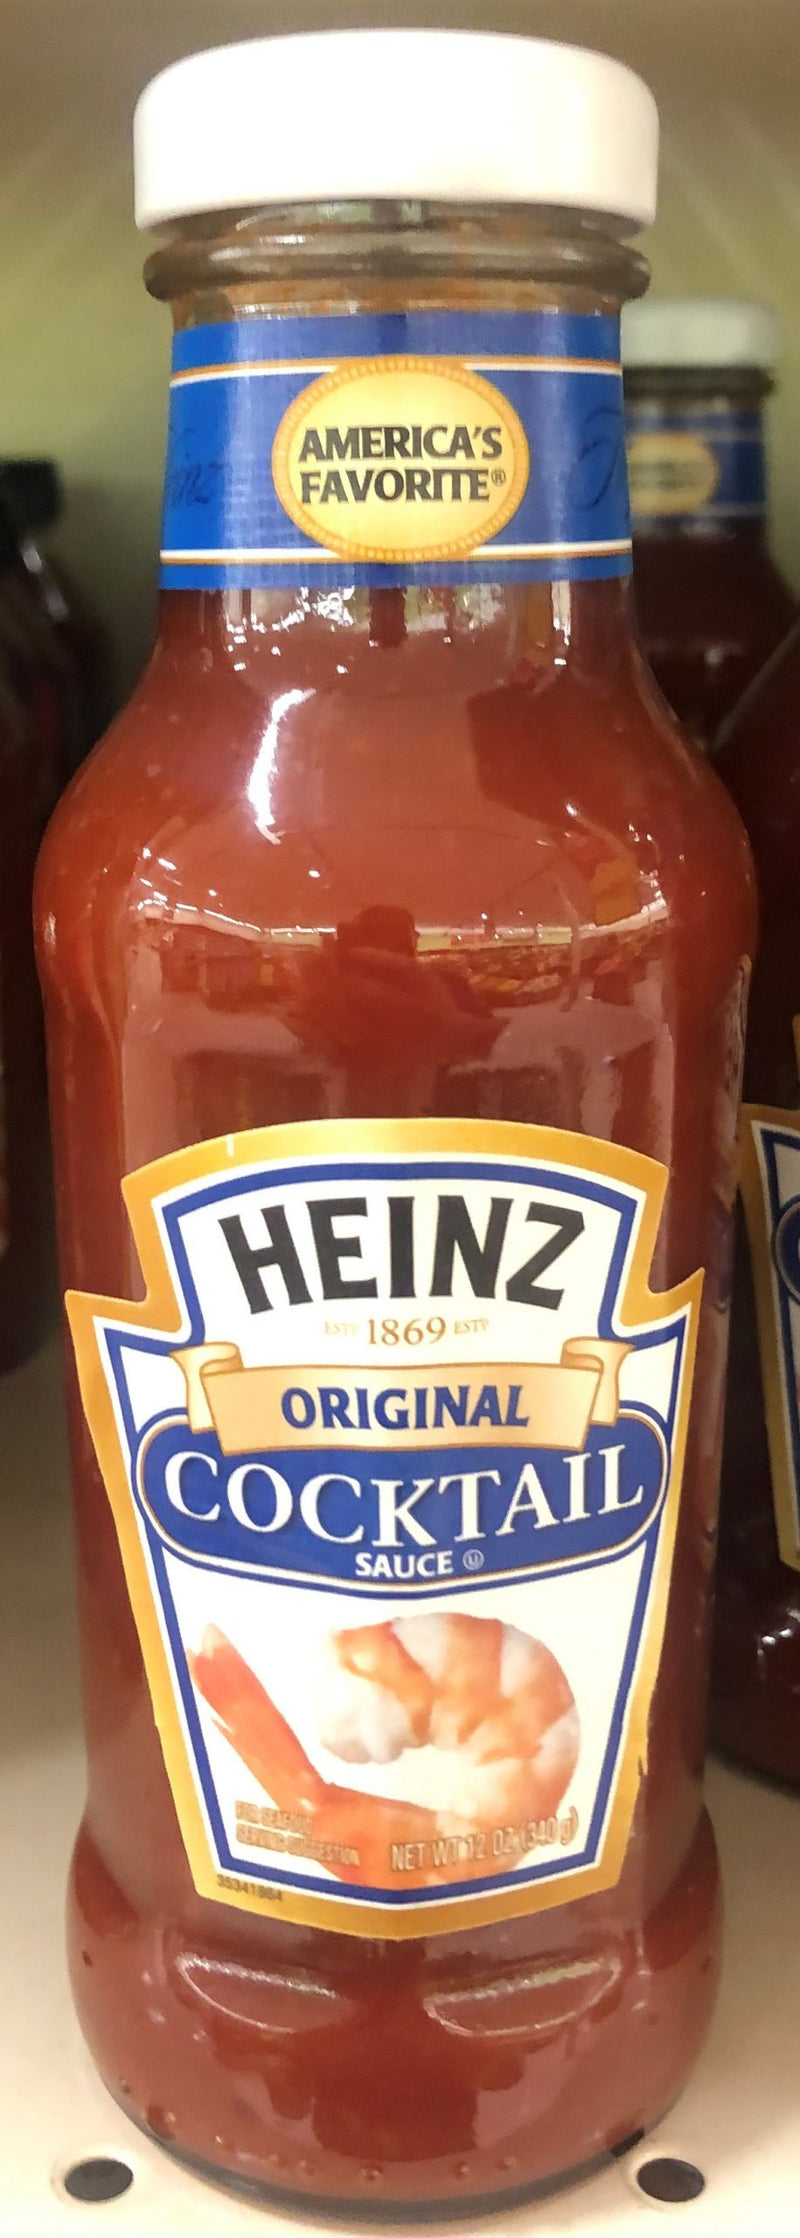 AMERICA'S
FAVORITE®
HEINZ
ESTD 1869 ESTD
ORIGINAL
COCKTAIL
SAUCE Ⓤ
FOR SEAFOOD
SERVING SUGGESTION
NET WT 12 OZ (340 g)